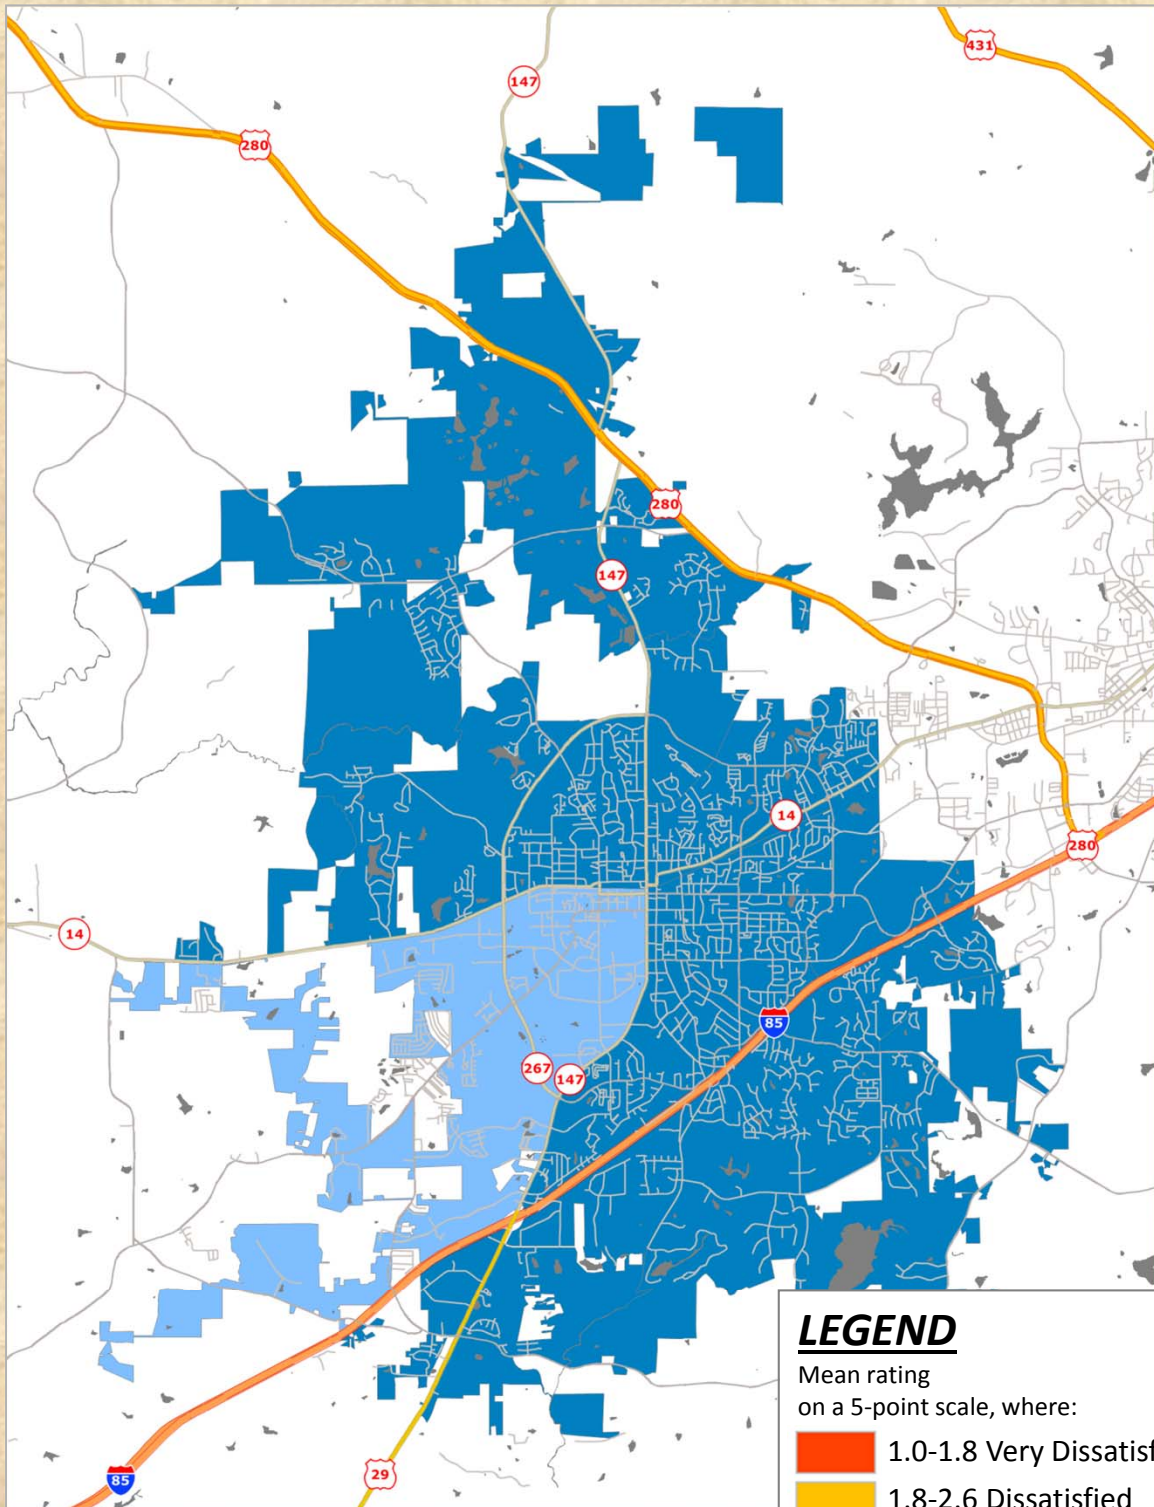 147
431
280
280
147
14
14
85
267
147
280
29
85
LEGEND
Mean rating
on a 5-point scale, where:
1.0-1.8 Very Dissatisf
1.8-2.6 Dissatisfied